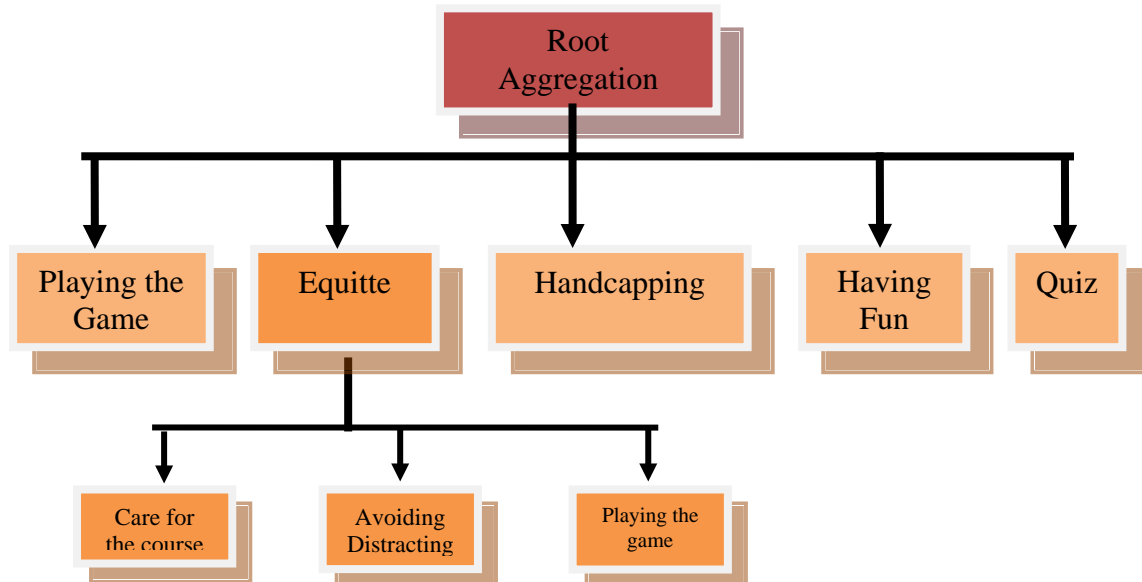 Root
Aggregation
Playing the
Game
Equitte
Handcapping
Having
Fun
Quiz
Care for
the course
Avoiding
Distracting
Playing the
game